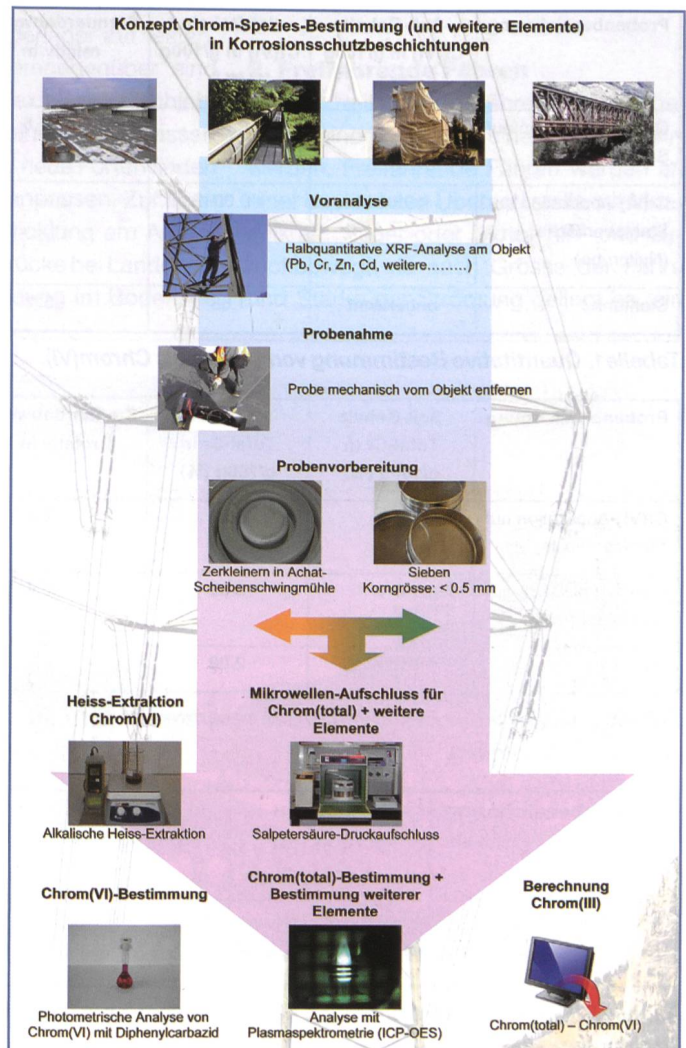 Konzept Chrom-Spezies-Bestimmung (und weitere Elemente)
in Korrosionsschutzbeschichtungen
Voranalyse
Halbquantitative XRF-Analyse am Objekt
(Pb, Cr, Zn, Cd, weitere.........)
Probenahme
Probe mechanisch vom Objekt entfernen
Probenvorbereitung
Zerkleinern in Achat-
Scheibenschwingmühle
Sieben
Korngrösse: < 0.5 mm
Heiss-Extraktion
Chrom(VI)
Alkalische Heiss-Extraktion
Mikrowellen-Aufschluss für
Chrom(total) + weitere
Elemente
Salpetersäure-Druckaufschluss
Chrom(VI)-Bestimmung
Photometrische Analyse von
Chrom(VI) mit Diphenylcarbazid
Chrom(total)-Bestimmung +
Bestimmung weiterer
Elemente
Analyse mit
Plasmaspektrometrie (ICP-OES)
Berechnung
Chrom(III)
Chrom(total) – Chrom(VI)